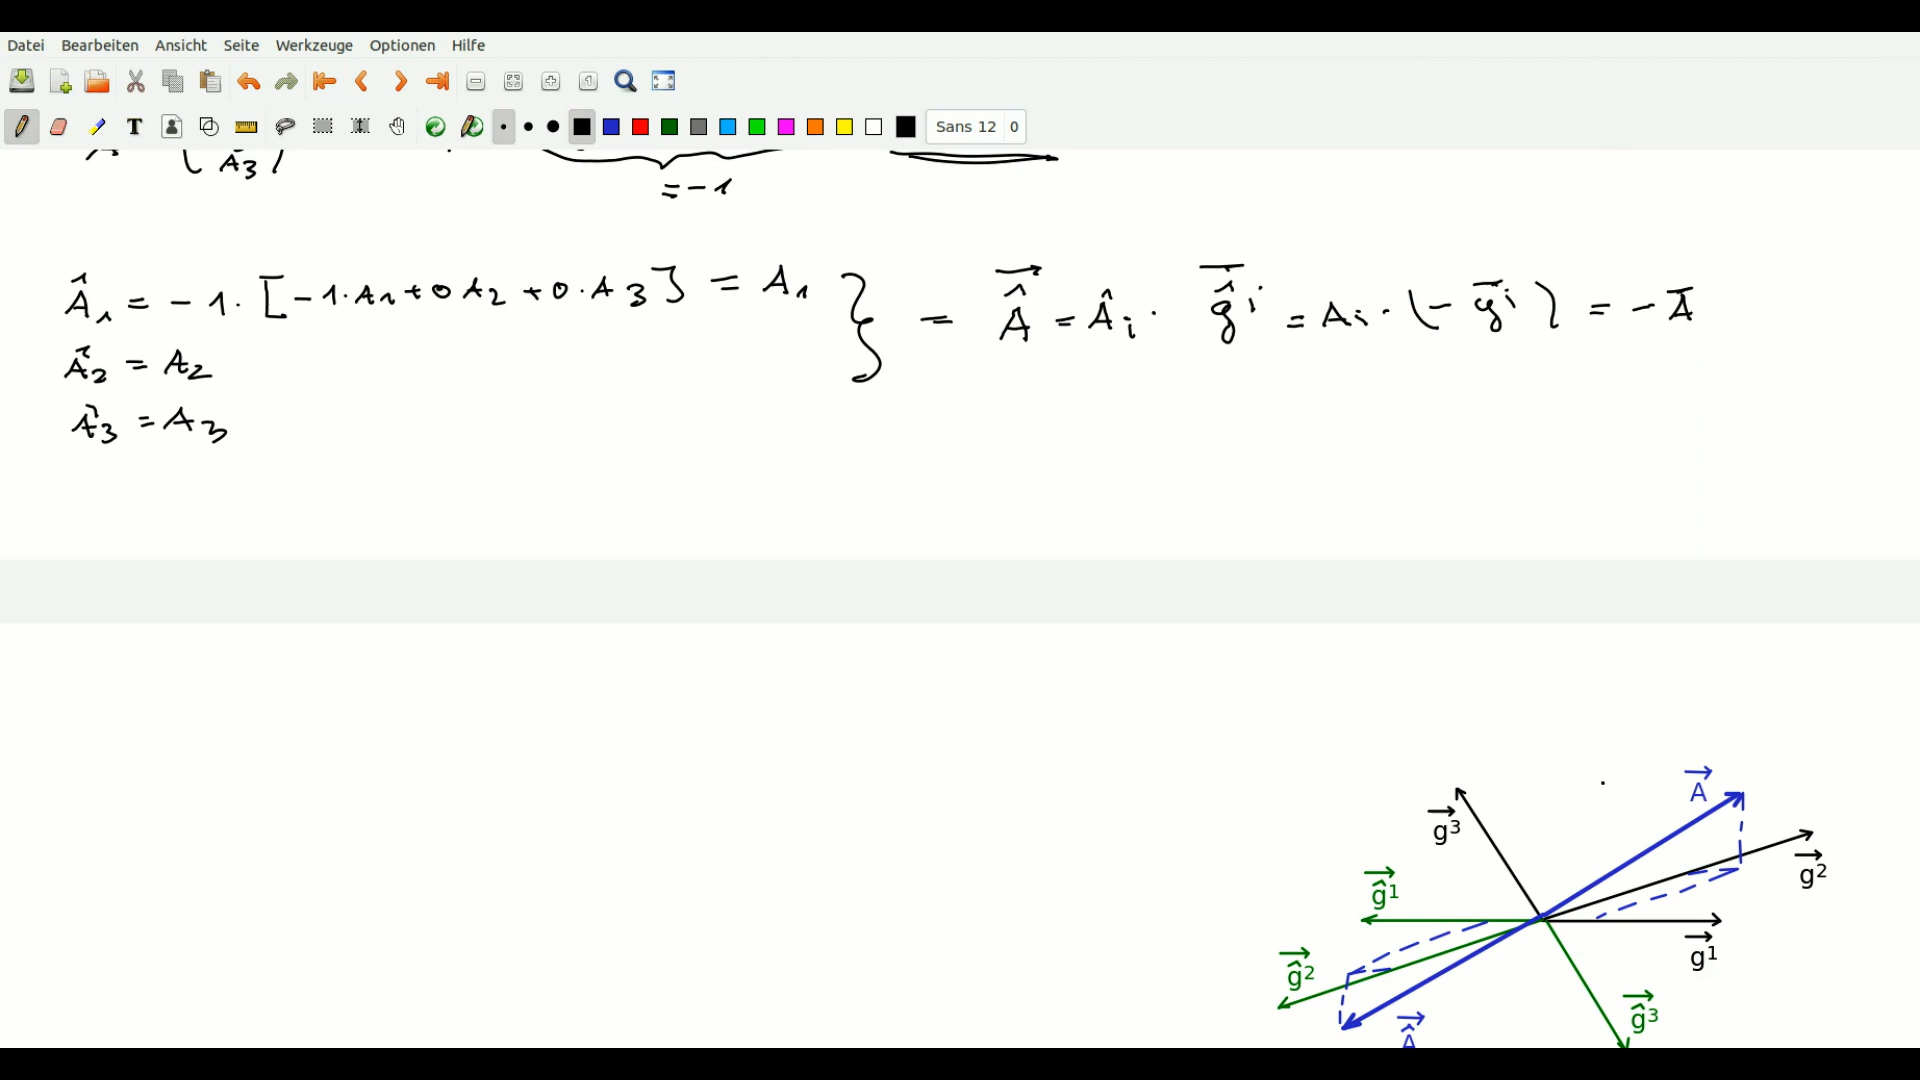 Datei Bearbeiten Ansicht Seite Werkzeuge Optionen Hilfe
T Sans 12 0
A₃
= - 1
Â₁ = - 1 · [ - 1 · A₁ + 0 A₂ + 0 · A₃ ] = A₁ } = Â⃗ = Âᵢ · ĝ̅ⁱ = Aᵢ · ( - g̅ⁱ ) = - A̅
Â₂ = A₂
Â₃ = A₃
A⃗
g⃗³
g⃗²
ĝ⃗¹
g⃗¹
ĝ⃗²
ĝ⃗³
Â⃗